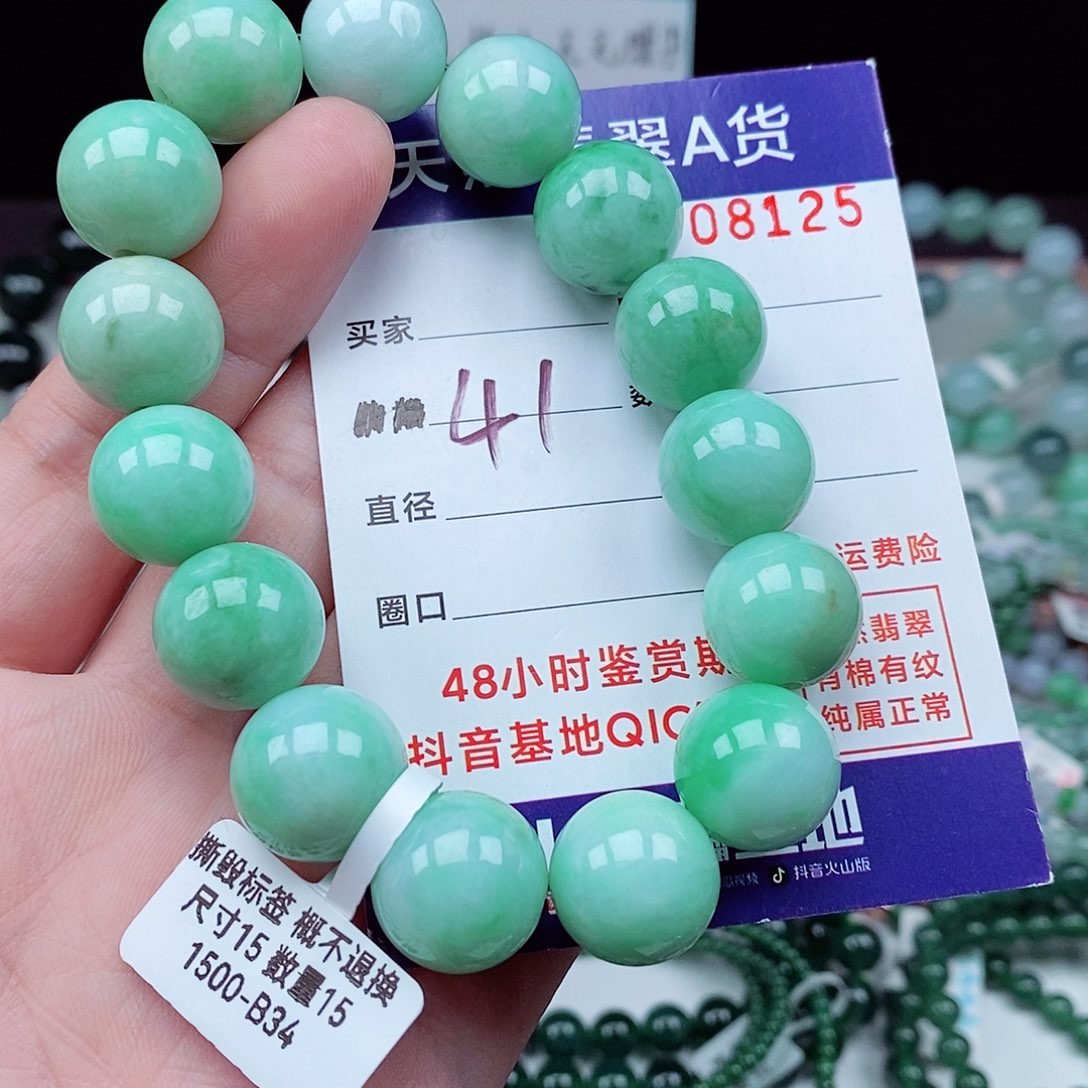 天
翠A货
08125
买家
41
直径
圈口
运费险
48小时鉴赏期
翡翠
有棉有纹
纯属正常
抖音基地QIC
地
抖音火山版
撕毁标签 概不退换
尺寸15 数量15
1500-B34